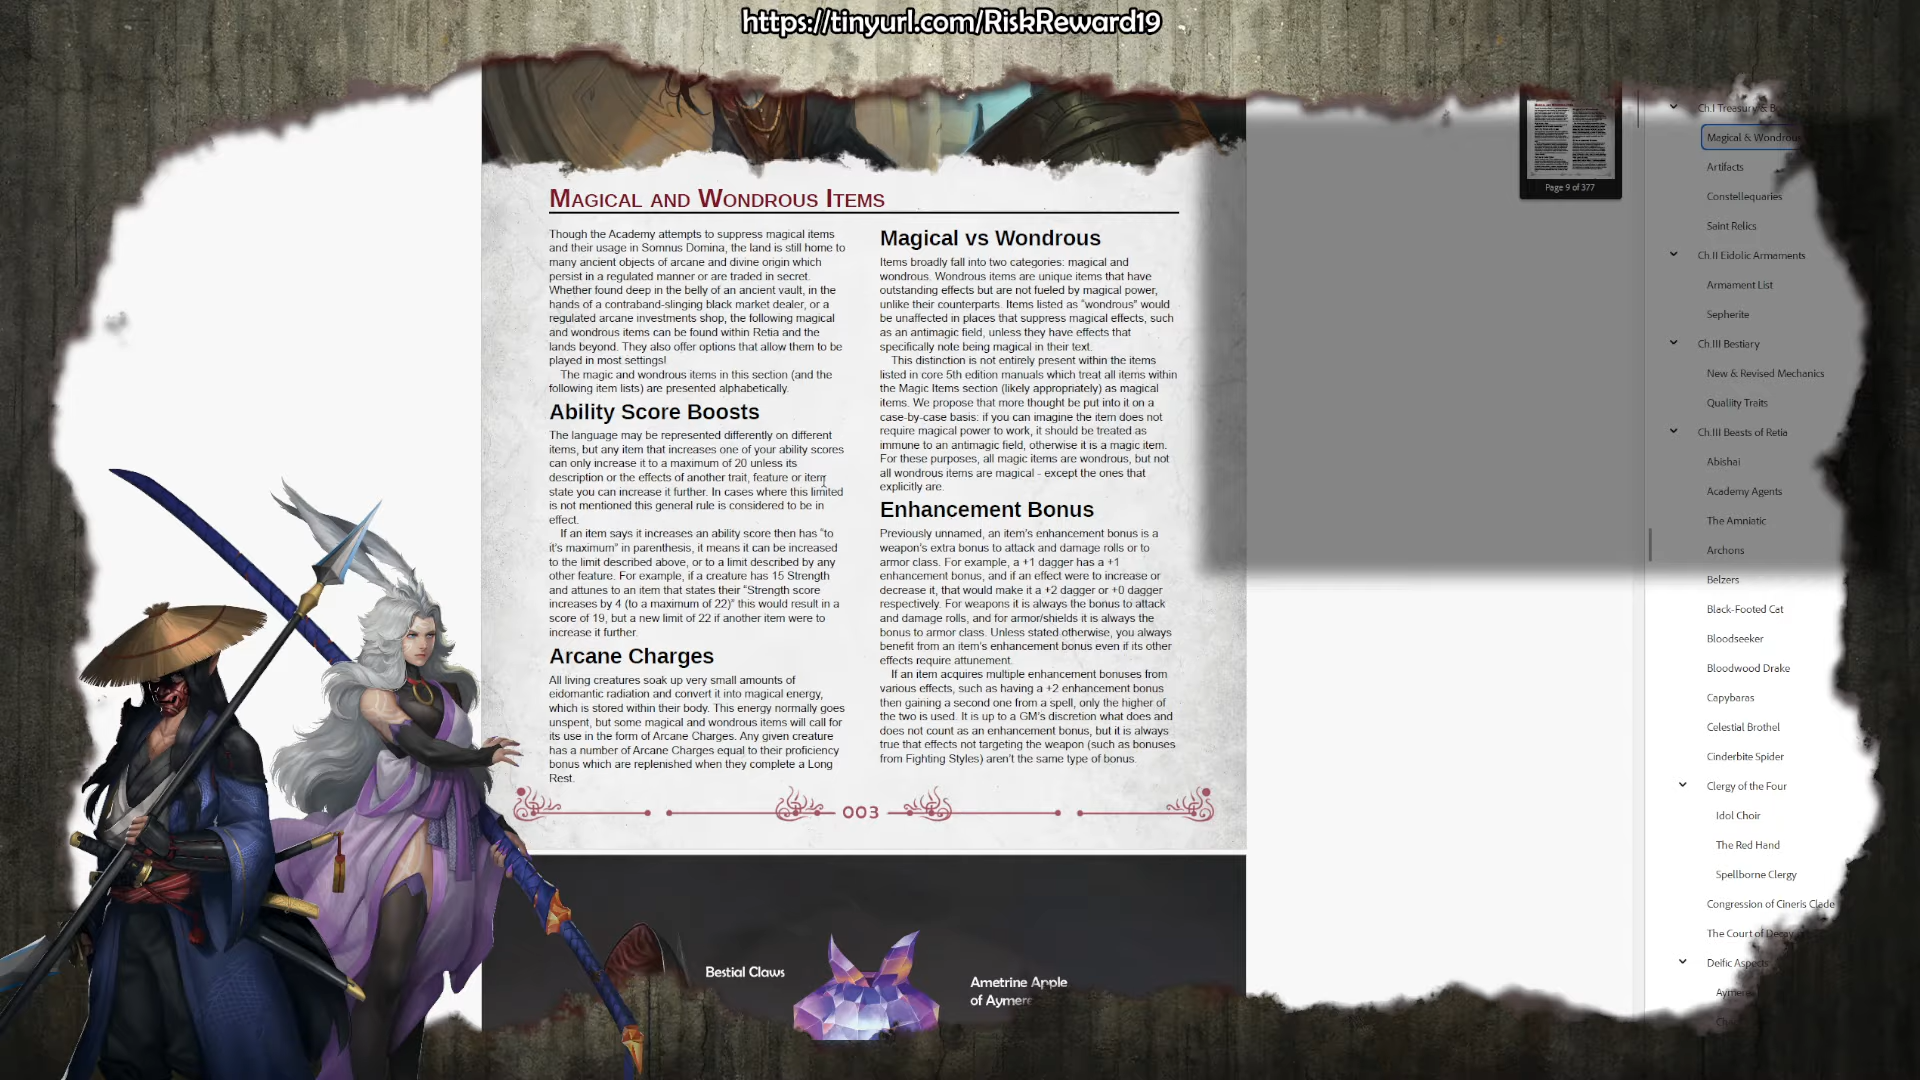 https://tinyurl.com/RiskReward19
MAGICAL AND WONDROUS ITEMS
Though the Academy attempts to suppress magical items
and their usage in Somnus Domina, the land is still home to
many ancient objects of arcane and divine origin which
persist in a regulated manner or are traded in secret.
Whether found deep in the belly of an ancient vault, in the
hands of a contraband-slinging black market dealer, or a
regulated arcane investments shop, the following magical
and wondrous items can be found within Retia and the
lands beyond. They also offer options that allow them to be
played in most settings!
The magic and wondrous items in this section (and the
following item lists) are presented alphabetically.
Ability Score Boosts
The language may be represented differently on different
items, but any item that increases one of your ability scores
can only increase it to a maximum of 20 unless its
description or the effects of another trait, feature or item
state you can increase it further. In cases where this limited
is not mentioned this general rule is considered to be in
effect.
If an item says it increases an ability score then has "to
it's maximum" in parenthesis, it means it can be increased
to the limit described above, or to a limit described by any
other feature. For example, if a creature has 15 Strength
and attunes to an item that states their "Strength score
increases by 4 (to a maximum of 22)" this would result in a
score of 19, but a new limit of 22 if another item were to
increase it further.
Arcane Charges
All living creatures soak up very small amounts of
eidomantic radiation and convert it into magical energy,
which is stored within their body. This energy normally goes
unspent, but some magical and wondrous items will call for
its use in the form of Arcane Charges. Any given creature
has a number of Arcane Charges equal to their proficiency
bonus which are replenished when they complete a Long
Rest.
Magical vs Wondrous
Items broadly fall into two categories: magical and
wondrous. Wondrous items are unique items that have
outstanding effects but are not fueled by magical power,
unlike their counterparts. Items listed as "wondrous" would
be unaffected in places that suppress magical effects, such
as an antimagic field, unless they have effects that
specifically note being magical in their text.
This distinction is not entirely present within the items
listed in core 5th edition manuals which treat all items within
the Magic Items section (likely appropriately) as magical
items. We propose that more thought be put into it on a
case-by-case basis: if you can imagine the item does not
require magical power to work, it should be treated as
immune to an antimagic field, otherwise it is a magic item.
For these purposes, all magic items are wondrous, but not
all wondrous items are magical - except the ones that
explicitly are.
Enhancement Bonus
Previously unnamed, an item's enhancement bonus is a
weapon's extra bonus to attack and damage rolls or to
armor class. For example, a +1 dagger has a +1
enhancement bonus, and if an effect were to increase or
decrease it, that would make it a +2 dagger or +0 dagger
respectively. For weapons it is always the bonus to attack
and damage rolls, and for armor/shields it is always the
bonus to armor class. Unless stated otherwise, you always
benefit from an item's enhancement bonus even if its other
effects require attunement.
If an item acquires multiple enhancement bonuses from
various effects, such as having a +2 enhancement bonus
then gaining a second one from a spell, only the higher of
the two is used. It is up to a GM's discretion what does and
does not count as an enhancement bonus, but it is always
true that effects not targeting the weapon (such as bonuses
from Fighting Styles) aren't the same type of bonus.
003
Bestial Claws
Ametrine Apple
of Aymere
Page 9 of 377
Ch.I Treasury &
Magical & Wondrou
Artifacts
Constellequaries
Saint Relics
Ch.II Eidolic Armaments
Armament List
Sepherite
Ch.III Bestiary
New & Revised Mechanics
Quality Traits
Ch.III Beasts of Retia
Abishai
Academy Agents
The Amniatic
Archons
Belzers
Black-Footed Cat
Bloodseeker
Bloodwood Drake
Capybaras
Celestial Brothel
Cinderbite Spider
Clergy of the Four
Idol Choir
The Red Hand
Spellborne Clergy
Congression of Cineris Clade
The Court of Decay
Deific Aspects
Aymere